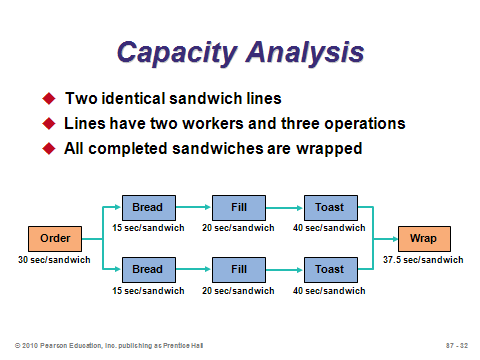 Capacity Analysis
Two identical sandwich lines
Lines have two workers and three operations
All completed sandwiches are wrapped
Bread Fill Toast
15 sec/sandwich 20 sec/sandwich 40 sec/sandwich
Order Wrap
30 sec/sandwich 37.5 sec/sandwich
Bread Fill Toast
15 sec/sandwich 20 sec/sandwich 40 sec/sandwich
© 2010 Pearson Education, Inc. publishing as Prentice Hall S7 - 32